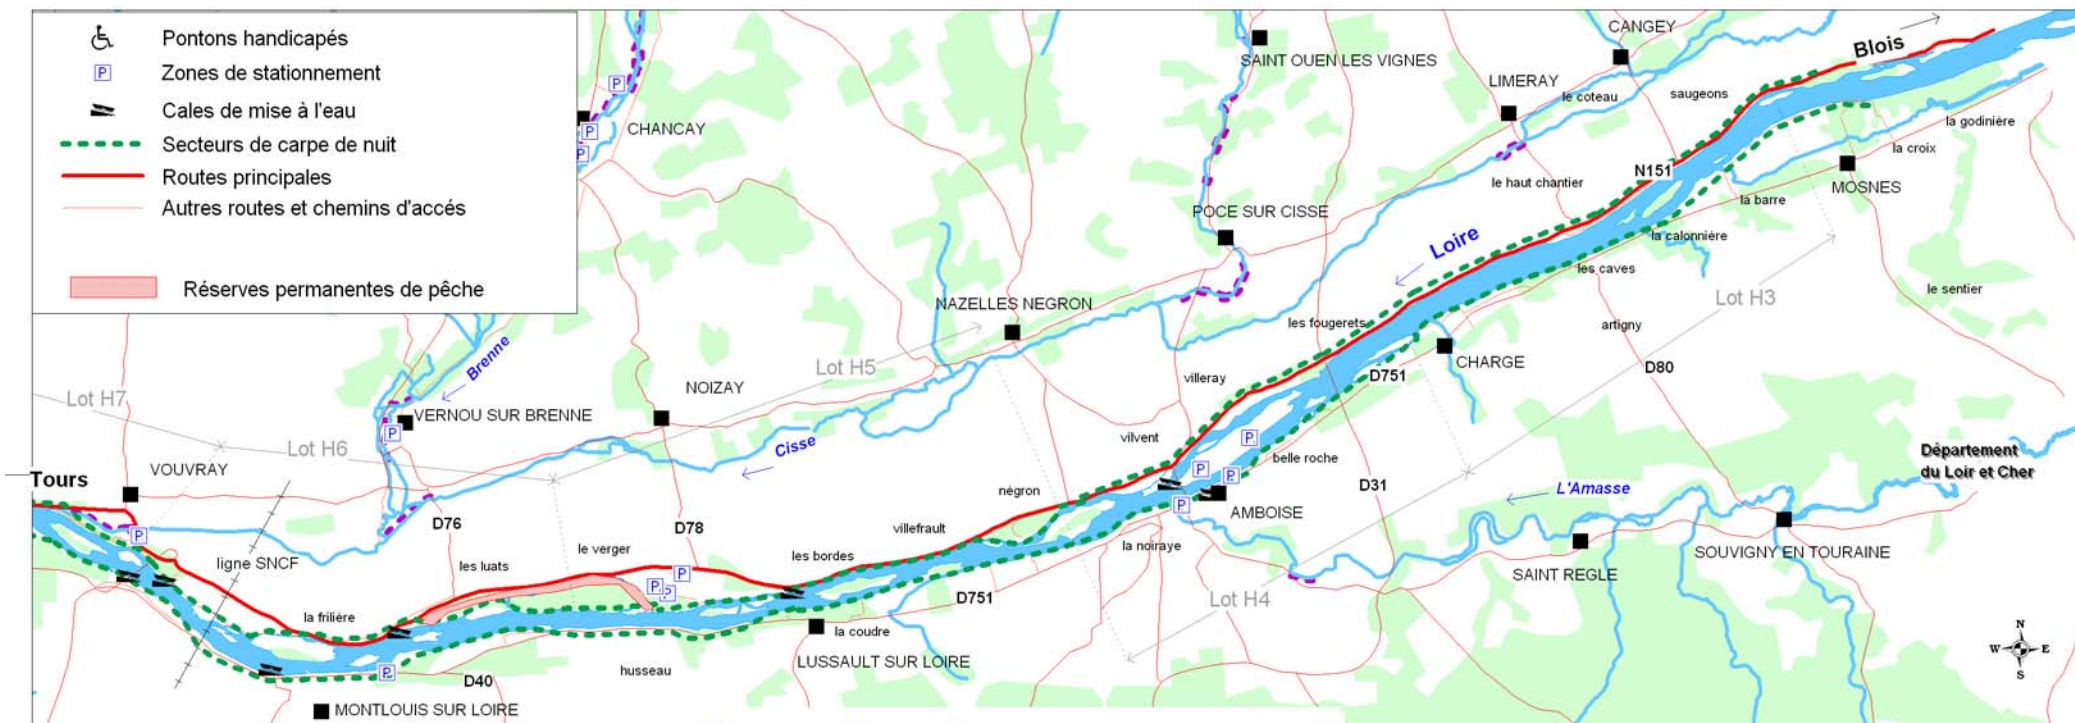 Pontons handicapés
P Zones de stationnement
Cales de mise à l'eau
Secteurs de carpe de nuit
Routes principales
Autres routes et chemins d'accés
Réserves permanentes de pêche
P
P
P
CHANCAY
SAINT OUEN LES VIGNES
CANGEY
Blois
LIMERAY
le coteau
saugeons
la godinière
la croix
N151
MOSNES
le haut chantier
la barre
POCE SUR CISSE
Loire
la calonnière
les caves
Lot H3
le sentier
NAZELLES NEGRON
les fougerets
artigny
Brenne
Lot H5
CHARGE
D751
D80
villeray
NOIZAY
Lot H7
VERNOU SUR BRENNE
P
Lot H6
Cisse
vilvent
P
belle roche
Département
du Loir et Cher
VOUVRAY
Tours
P
P
négron
D31
L'Amasse
P
AMBOISE
D76
D78
villefrault
P
ligne SNCF
les luats
le verger
les bordes
la noiraye
SOUVIGNY EN TOURAINE
SAINT REGLE
P
P
P
D751
Lot H4
la frilière
la coudre
N
W E
S
LUSSAULT SUR LOIRE
husseau
P
D40
MONTLOUIS SUR LOIRE